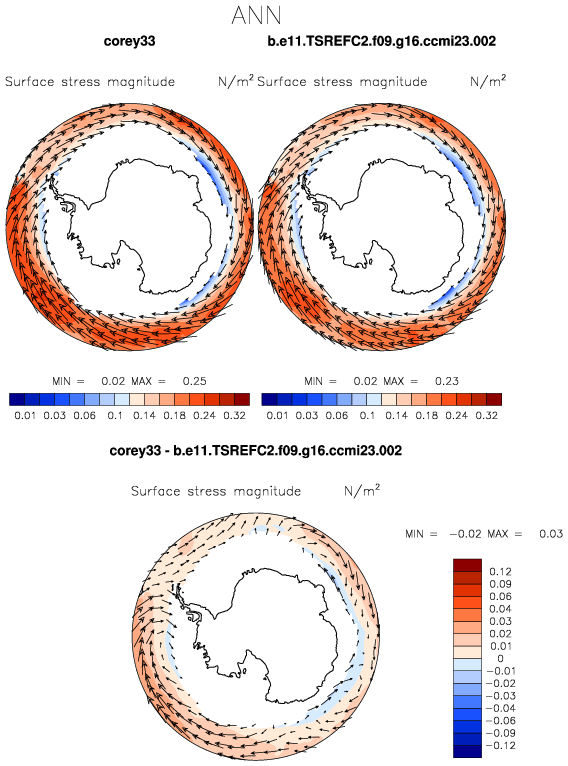 ANN
corey33
b.e11.TSREFC2.f09.g16.ccmi23.002
Surface stress magnitude N/m²
Surface stress magnitude N/m²
MIN = 0.02 MAX = 0.25
MIN = 0.02 MAX = 0.23
0.01 0.03 0.06 0.1 0.14 0.18 0.24 0.32
0.01 0.03 0.06 0.1 0.14 0.18 0.24 0.32
corey33 - b.e11.TSREFC2.f09.g16.ccmi23.002
Surface stress magnitude N/m²
MIN = -0.02 MAX = 0.03
0.12
0.09
0.06
0.04
0.03
0.02
0.01
0
-0.01
-0.02
-0.03
-0.04
-0.06
-0.09
-0.12